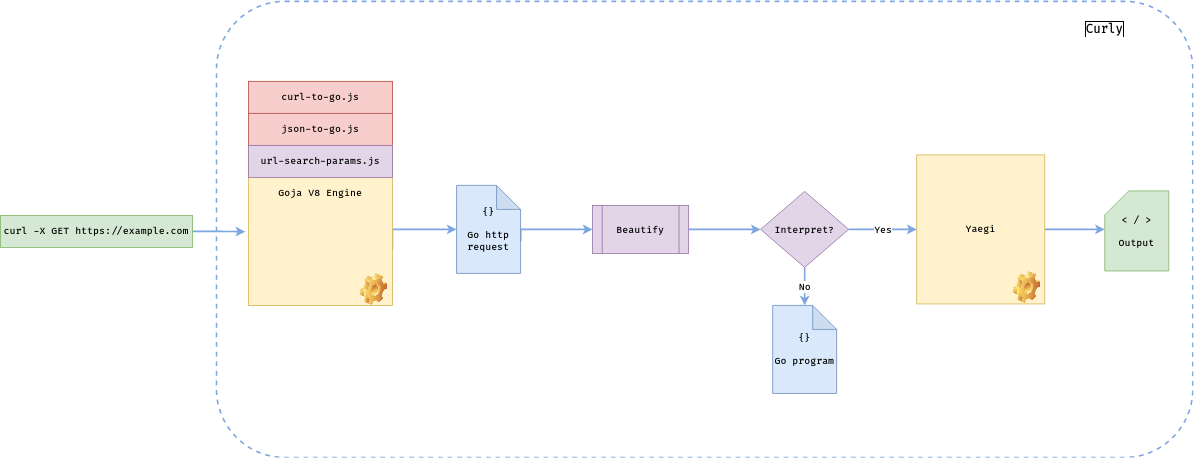 Curly
curl-to-go.js
json-to-go.js
url-search-params.js
Goja V8 Engine
curl -X GET https://example.com
{}
Go http
request
Beautify
Interpret?
Yes
No
{}
Go program
Yaegi
< / >
Output